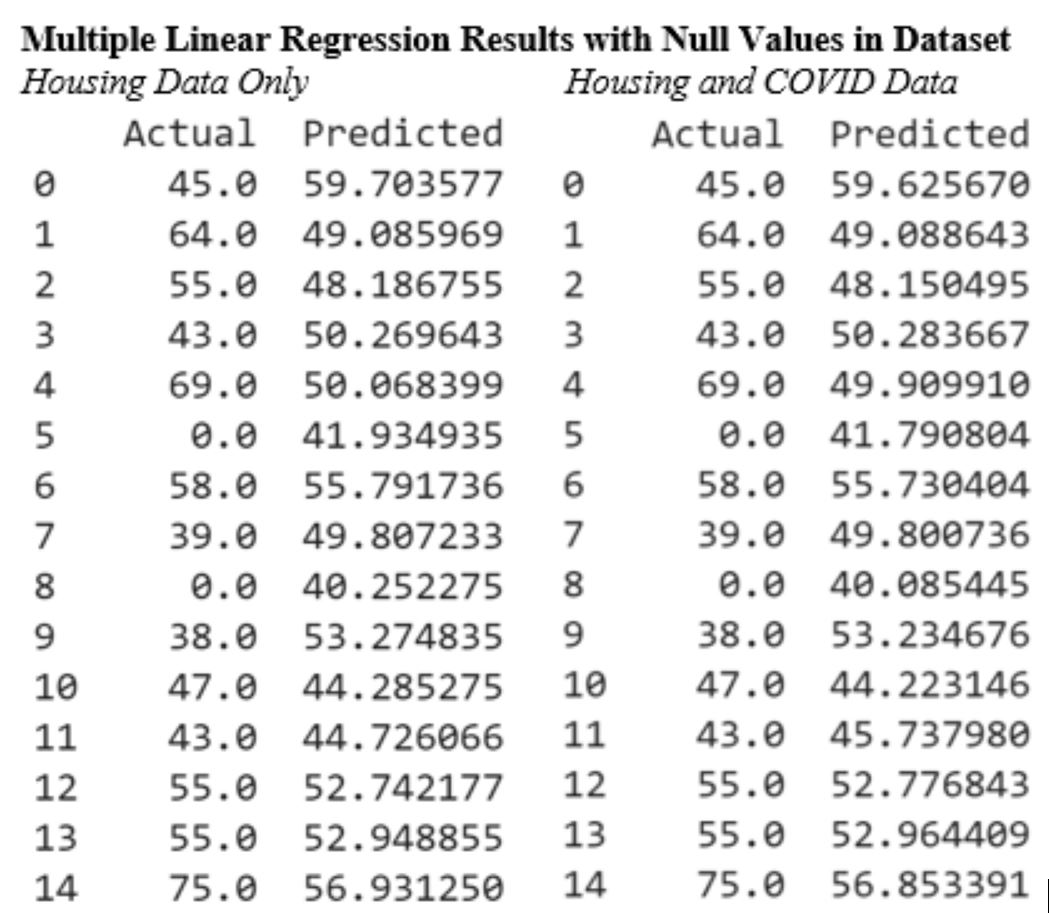 Multiple Linear Regression Results with Null Values in Dataset
Housing Data Only Housing and COVID Data
Actual Predicted Actual Predicted
0 45.0 59.703577 0 45.0 59.625670
1 64.0 49.085969 1 64.0 49.088643
2 55.0 48.186755 2 55.0 48.150495
3 43.0 50.269643 3 43.0 50.283667
4 69.0 50.068399 4 69.0 49.909910
5 0.0 41.934935 5 0.0 41.790804
6 58.0 55.791736 6 58.0 55.730404
7 39.0 49.807233 7 39.0 49.800736
8 0.0 40.252275 8 0.0 40.085445
9 38.0 53.274835 9 38.0 53.234676
10 47.0 44.285275 10 47.0 44.223146
11 43.0 44.726066 11 43.0 45.737980
12 55.0 52.742177 12 55.0 52.776843
13 55.0 52.948855 13 55.0 52.964409
14 75.0 56.931250 14 75.0 56.853391